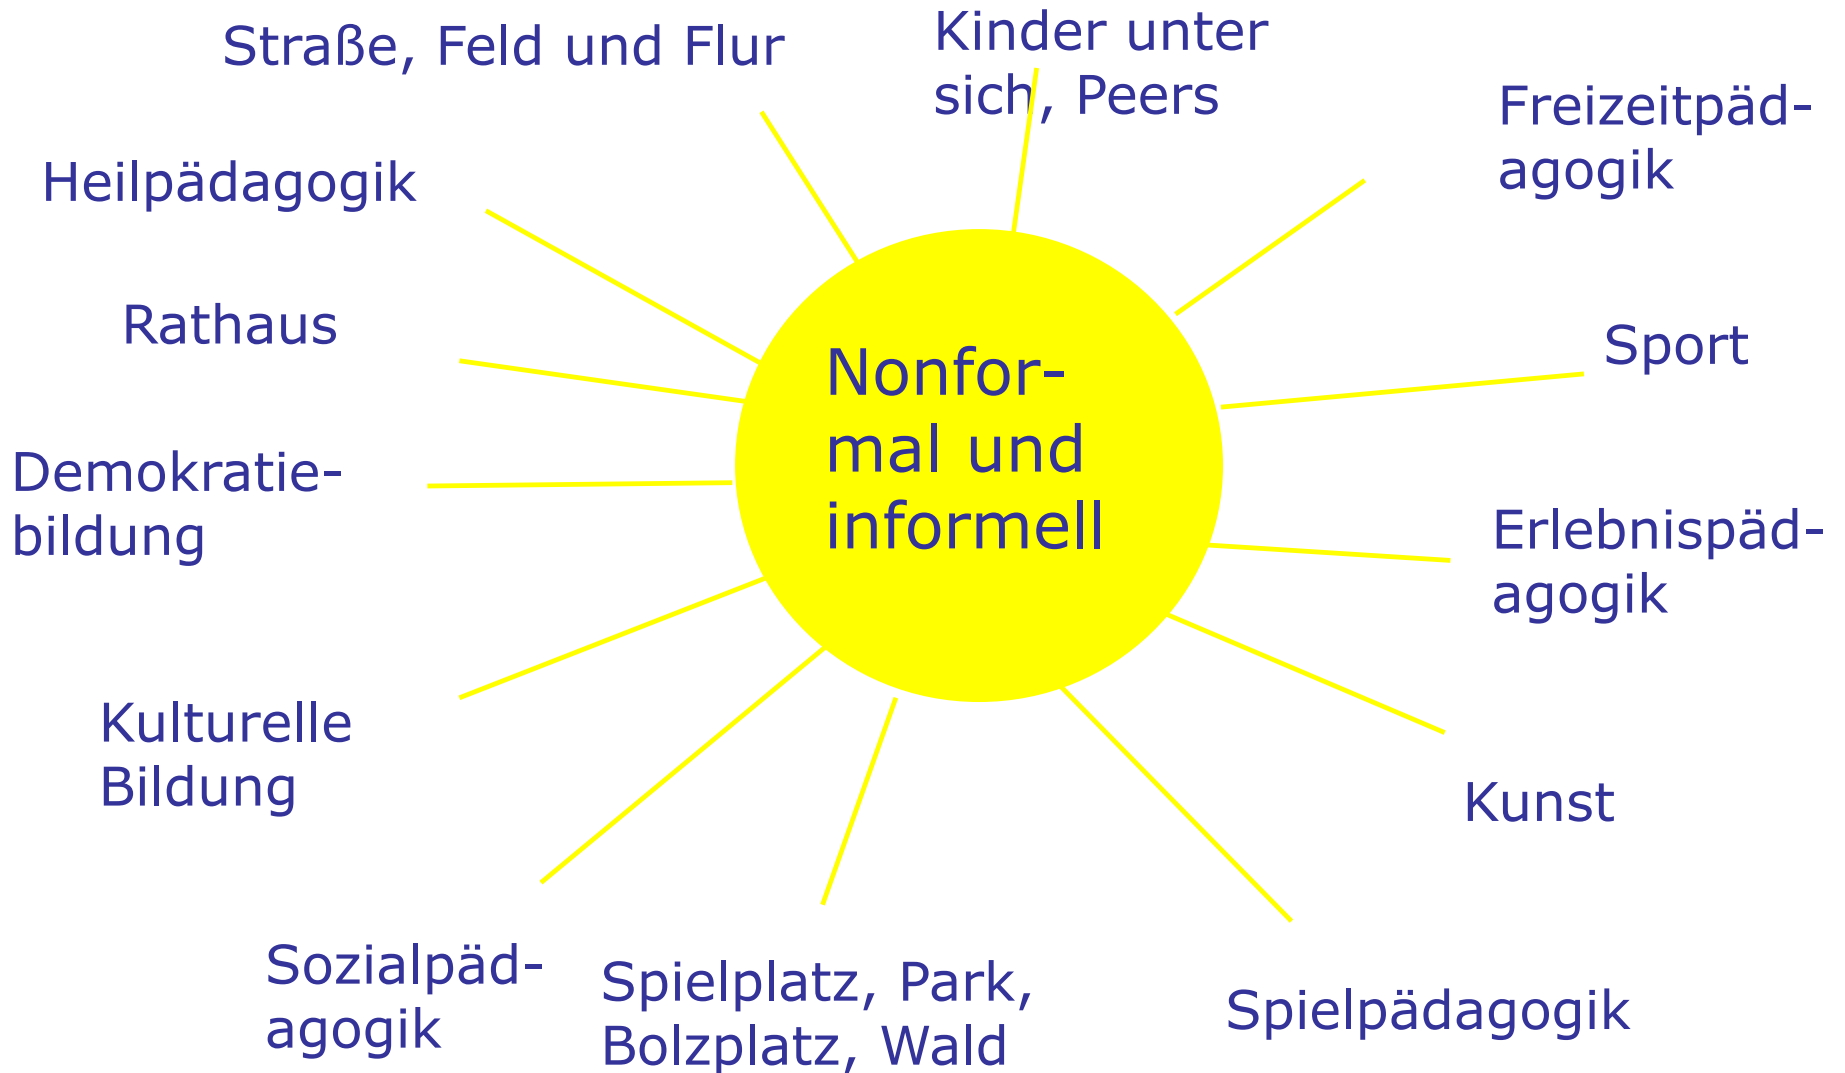 Straße, Feld und Flur
Kinder unter
sich, Peers
Freizeitpäd-
agogik
Heilpädagogik
Rathaus
Sport
Nonfor-
mal und
informell
Demokratie-
bildung
Erlebnispäd-
agogik
Kulturelle
Bildung
Kunst
Sozialpäd-
agogik
Spielplatz, Park,
Bolzplatz, Wald
Spielpädagogik